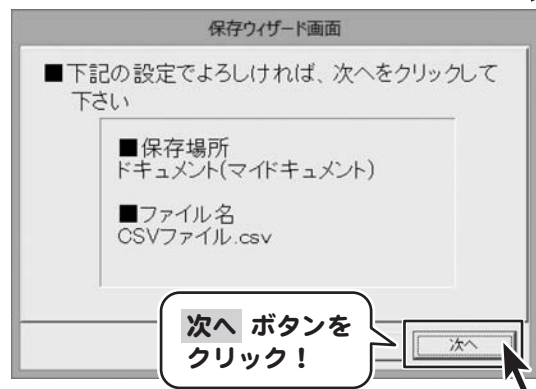 保存ウィザード画面
■下記の設定でよろしければ、次へをクリックして
下さい
■保存場所
ドキュメント(マイドキュメント)
■ファイル名
CSVファイル.csv
次へ ボタンを
クリック！
次へ